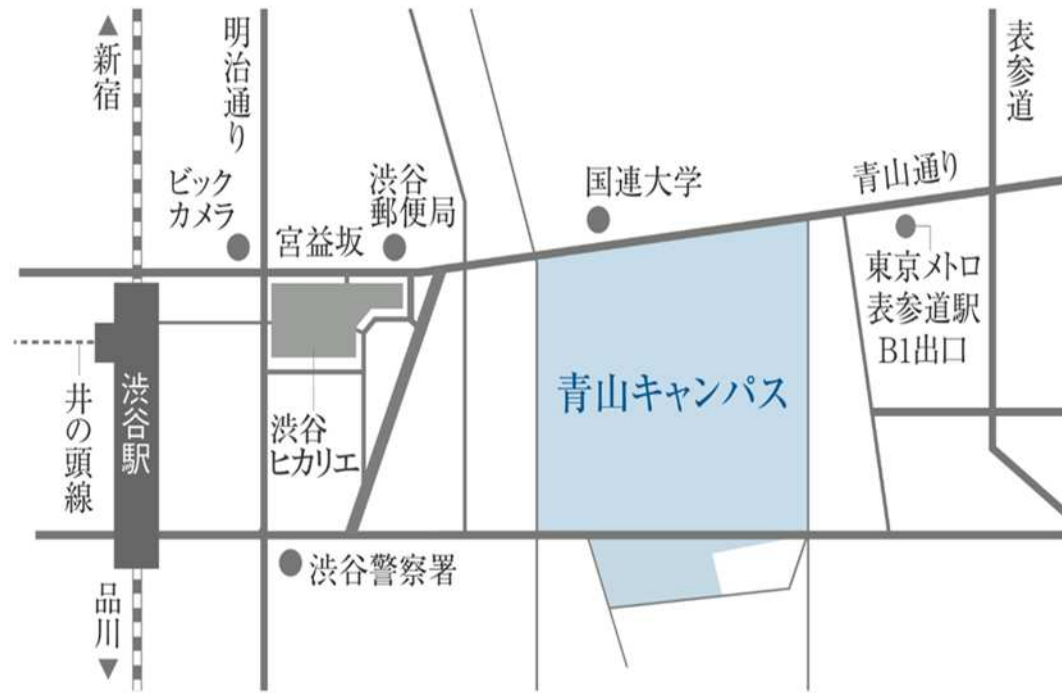 ▲新宿
明治通り
表参道
ビック
カメラ
渋谷
郵便局
国連大学
青山通り
宮益坂
東京メトロ
表参道駅
B1出口
青山キャンパス
渋谷駅
井の頭線
渋谷
ヒカリエ
渋谷警察署
品川▼